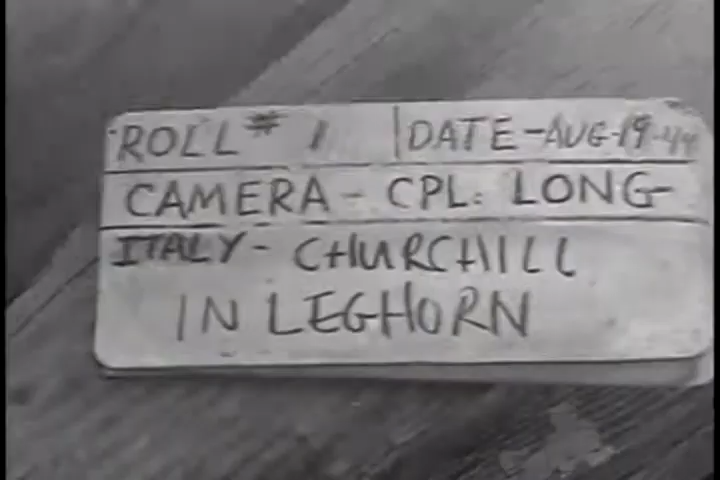 ROLL # 1 | DATE-AUG-19-44
CAMERA - CPL. LONG-
ITALY - CHURCHILL
IN LEGHORN